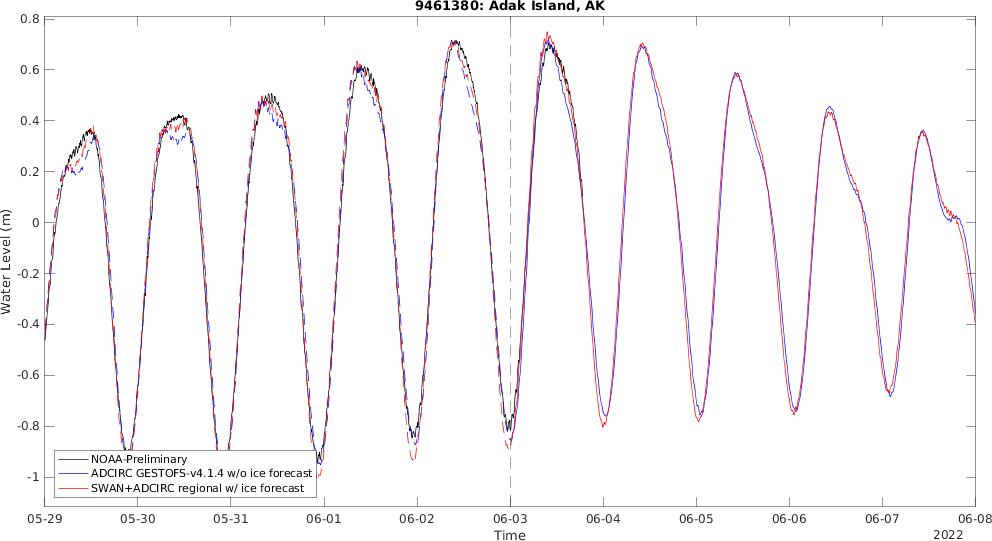 9461380: Adak Island, AK
0.8
0.6
0.4
0.2
0
-0.2
-0.4
-0.6
-0.8
-1
Water Level (m)
NOAA-Preliminary
ADCIRC GESTOFS-v4.1.4 w/o ice forecast
SWAN+ADCIRC regional w/ ice forecast
05-29 05-30 05-31 06-01 06-02 06-03 06-04 06-05 06-06 06-07 06-08
Time
2022